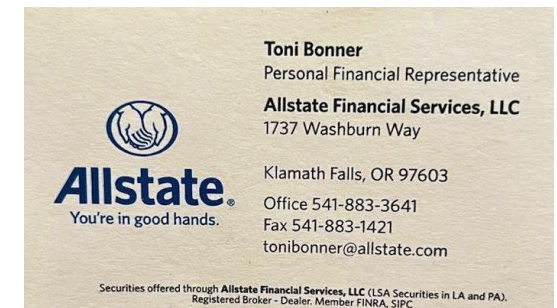 Toni Bonner
Personal Financial Representative
Allstate Financial Services, LLC
1737 Washburn Way
Klamath Falls, OR 97603
Office 541-883-3641
Fax 541-883-1421
tonibonner@allstate.com
Allstate®
You're in good hands.
Securities offered through Allstate Financial Services, LLC (LSA Securities in LA and PA).
Registered Broker - Dealer. Member FINRA, SIPC